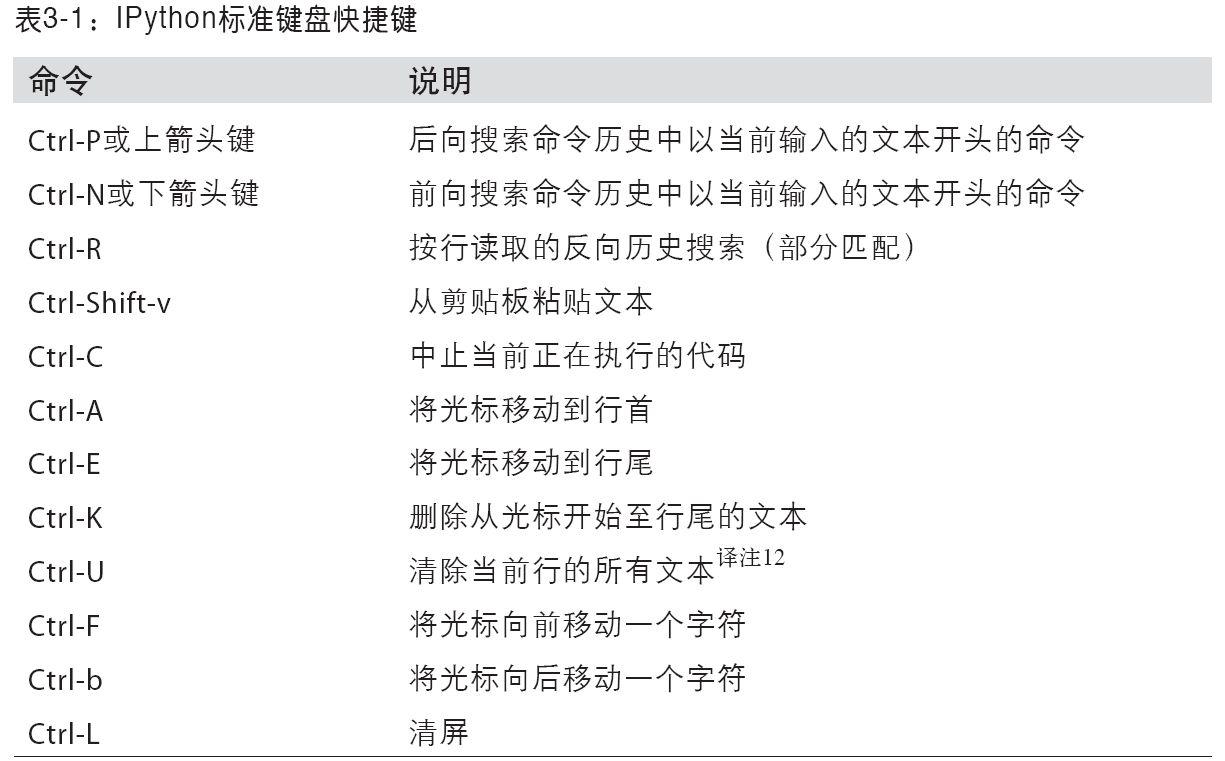 表3-1：IPython标准键盘快捷键
命令 说明
Ctrl-P或上箭头键 后向搜索命令历史中以当前输入的文本开头的命令
Ctrl-N或下箭头键 前向搜索命令历史中以当前输入的文本开头的命令
Ctrl-R 按行读取的反向历史搜索（部分匹配）
Ctrl-Shift-v 从剪贴板粘贴文本
Ctrl-C 中止当前正在执行的代码
Ctrl-A 将光标移动到行首
Ctrl-E 将光标移动到行尾
Ctrl-K 删除从光标开始至行尾的文本
Ctrl-U 清除当前行的所有文本译注12
Ctrl-F 将光标向前移动一个字符
Ctrl-b 将光标向后移动一个字符
Ctrl-L 清屏